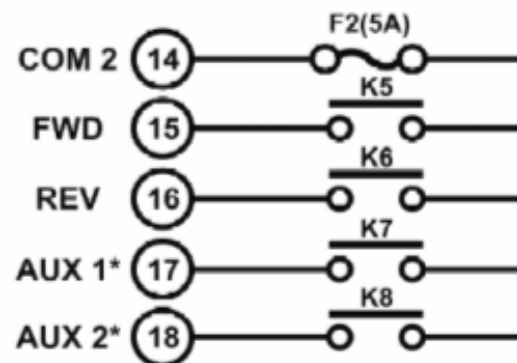 F2(5A)
COM 2 14
K5
FWD 15
K6
REV 16
K7
AUX 1* 17
K8
AUX 2* 18